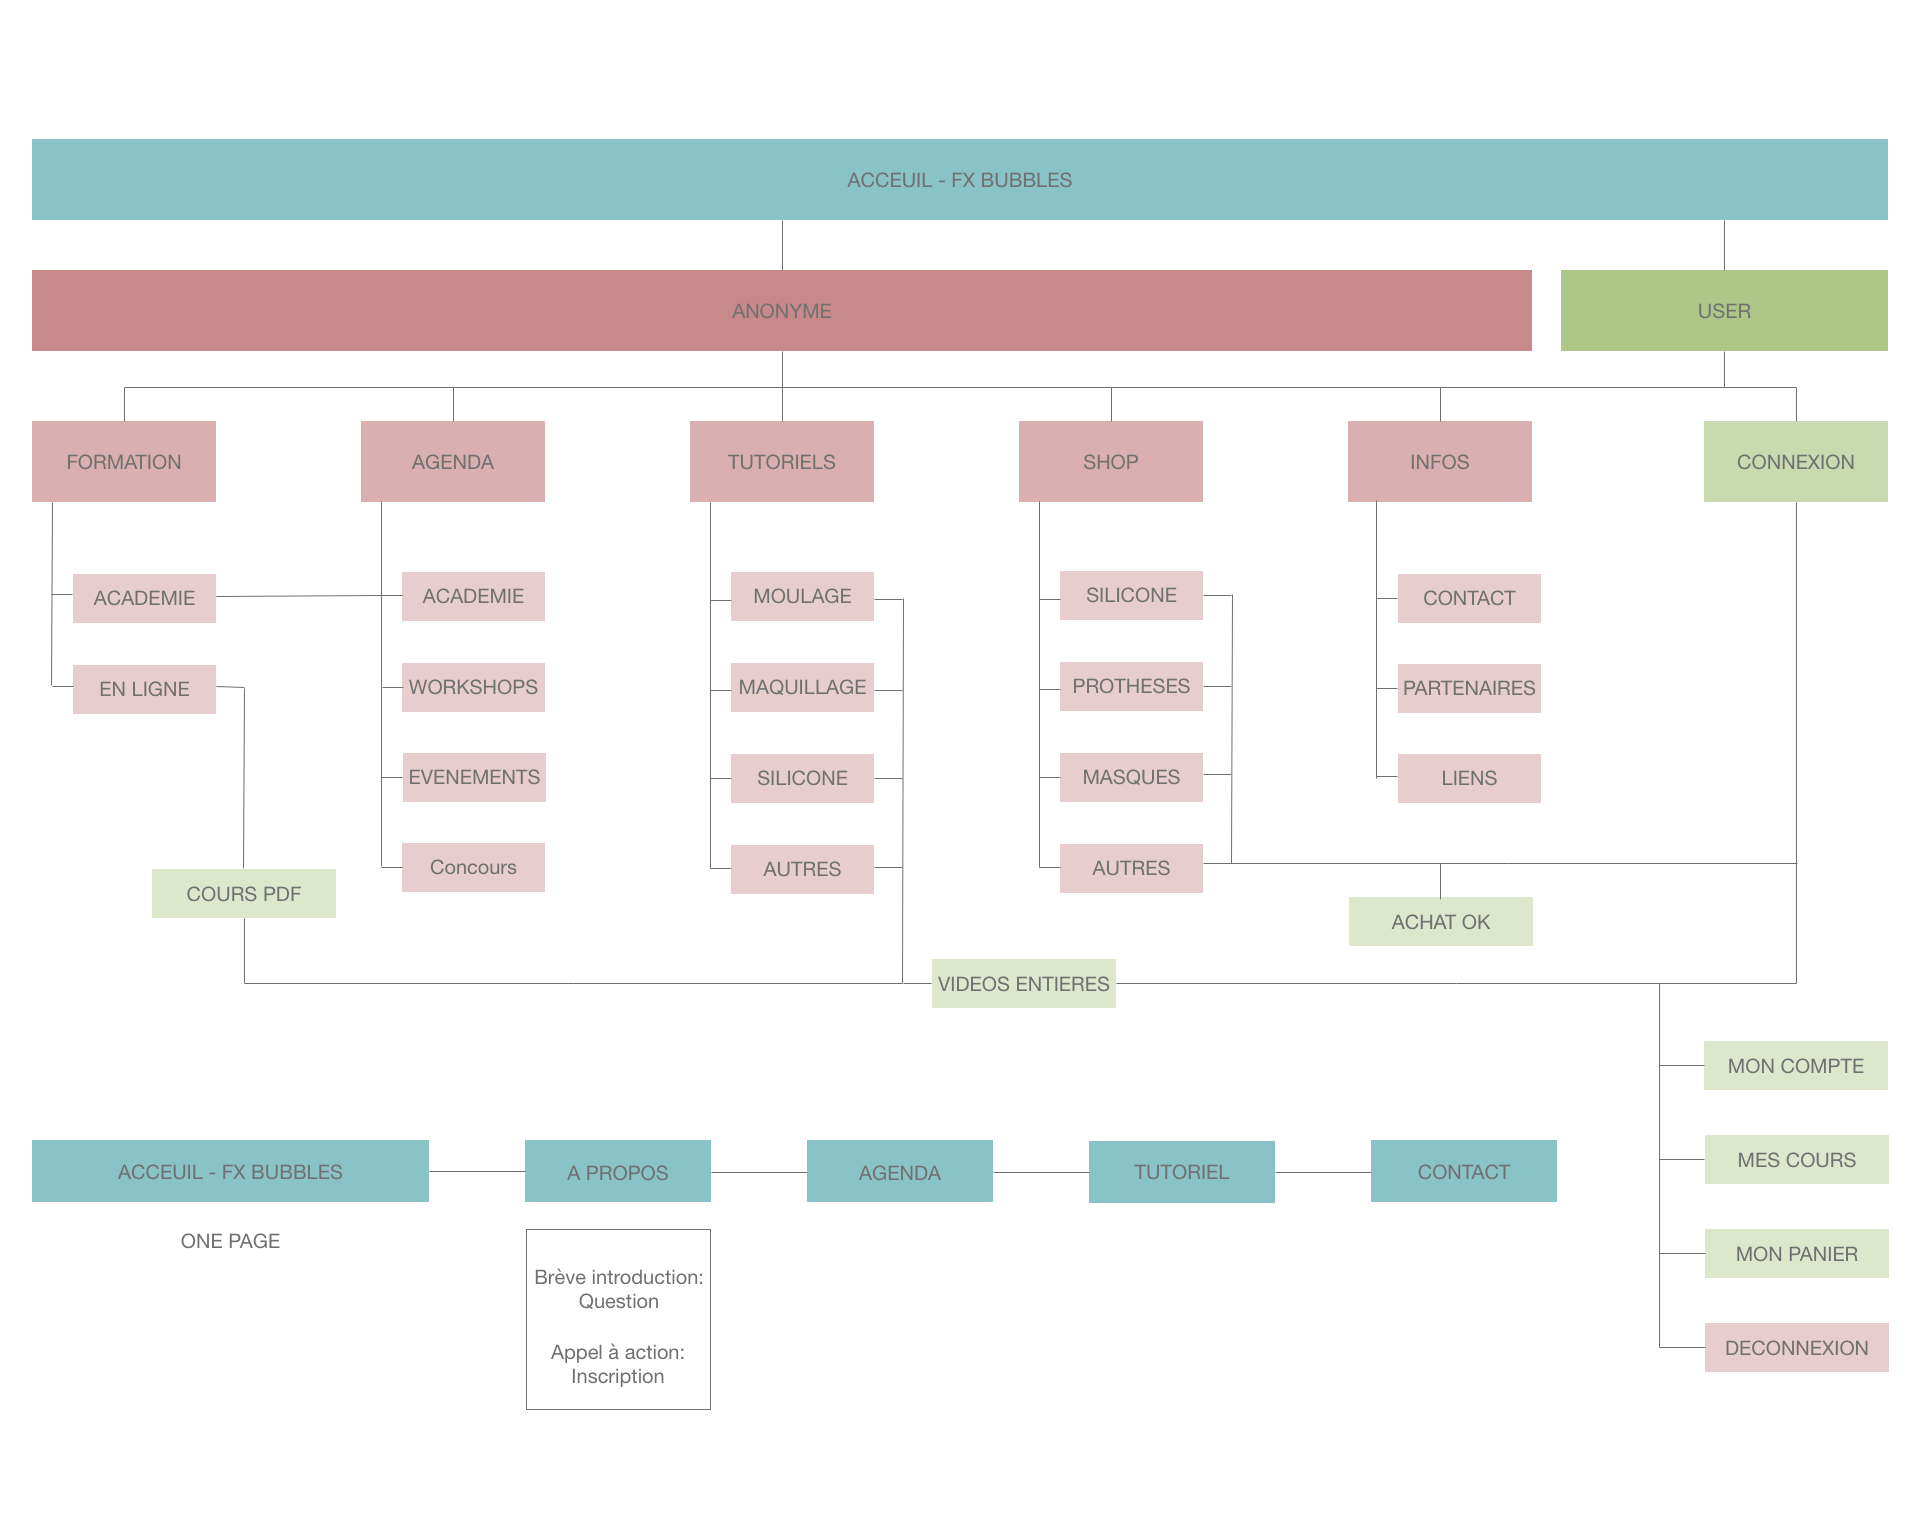 ACCEUIL - FX BUBBLES
ANONYME
USER
FORMATION
AGENDA
TUTORIELS
SHOP
INFOS
CONNEXION
ACADEMIE
ACADEMIE
MOULAGE
SILICONE
CONTACT
EN LIGNE
WORKSHOPS
MAQUILLAGE
PROTHESES
PARTENAIRES
EVENEMENTS
SILICONE
MASQUES
LIENS
Concours
AUTRES
AUTRES
COURS PDF
ACHAT OK
VIDEOS ENTIERES
MON COMPTE
MES COURS
MON PANIER
DECONNEXION
ACCEUIL - FX BUBBLES
A PROPOS
AGENDA
TUTORIEL
CONTACT
ONE PAGE
Brève introduction:
Question
Appel à action:
Inscription